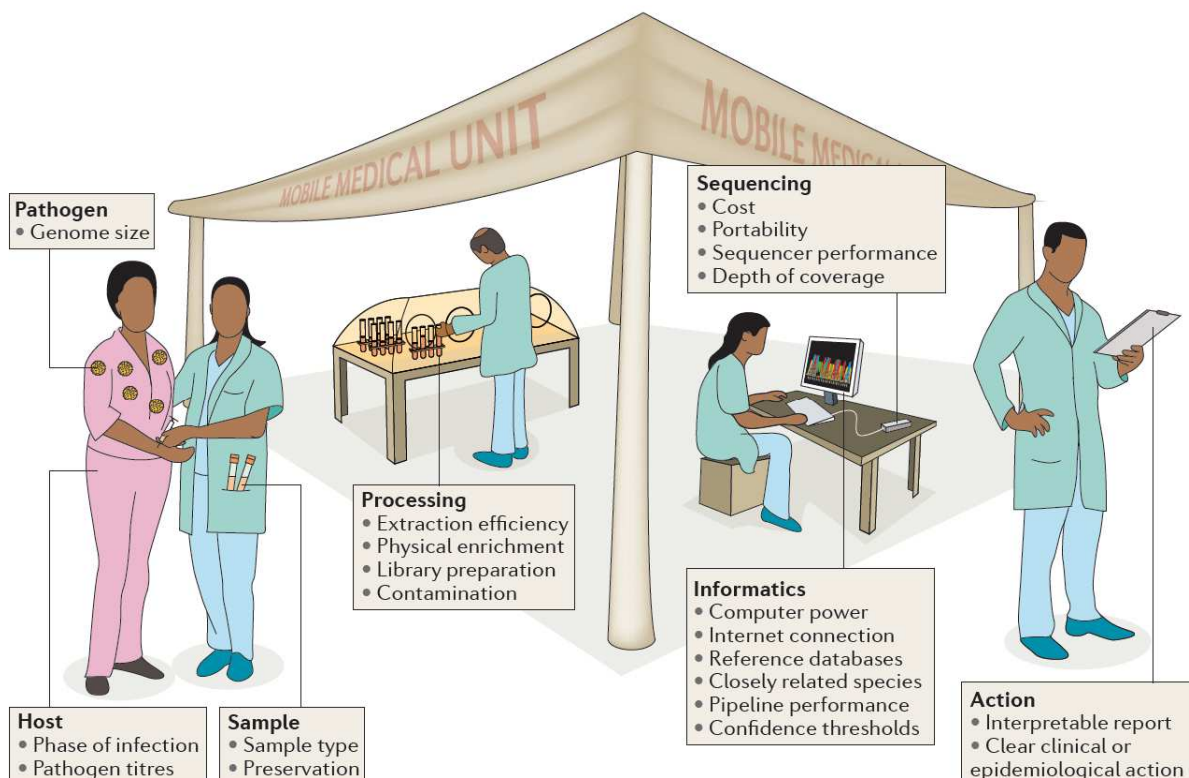 MOBILE MEDICAL UNIT
MOBILE MEDICAL
Pathogen
• Genome size
Sequencing
• Cost
• Portability
• Sequencer performance
• Depth of coverage
Processing
• Extraction efficiency
• Physical enrichment
• Library preparation
• Contamination
Informatics
• Computer power
• Internet connection
• Reference databases
• Closely related species
• Pipeline performance
• Confidence thresholds
Host
• Phase of infection
• Pathogen titres
Sample
• Sample type
• Preservation
Action
• Interpretable report
• Clear clinical or
epidemiological action